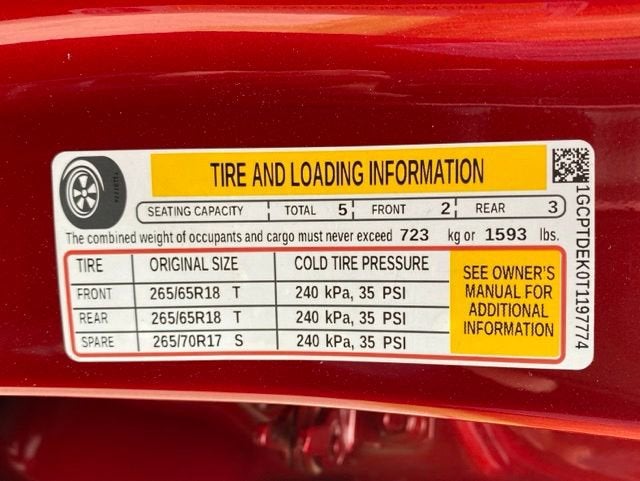 TIRE AND LOADING INFORMATION
SEATING CAPACITY TOTAL 5 FRONT 2 REAR 3
The combined weight of occupants and cargo must never exceed 723 kg or 1593 lbs.
TIRE ORIGINAL SIZE COLD TIRE PRESSURE
FRONT 265/65R18 T 240 kPa, 35 PSI
REAR 265/65R18 T 240 kPa, 35 PSI
SPARE 265/70R17 S 240 kPa, 35 PSI
SEE OWNER'S
MANUAL FOR
ADDITIONAL
INFORMATION
1GCPTDEK0T1197774